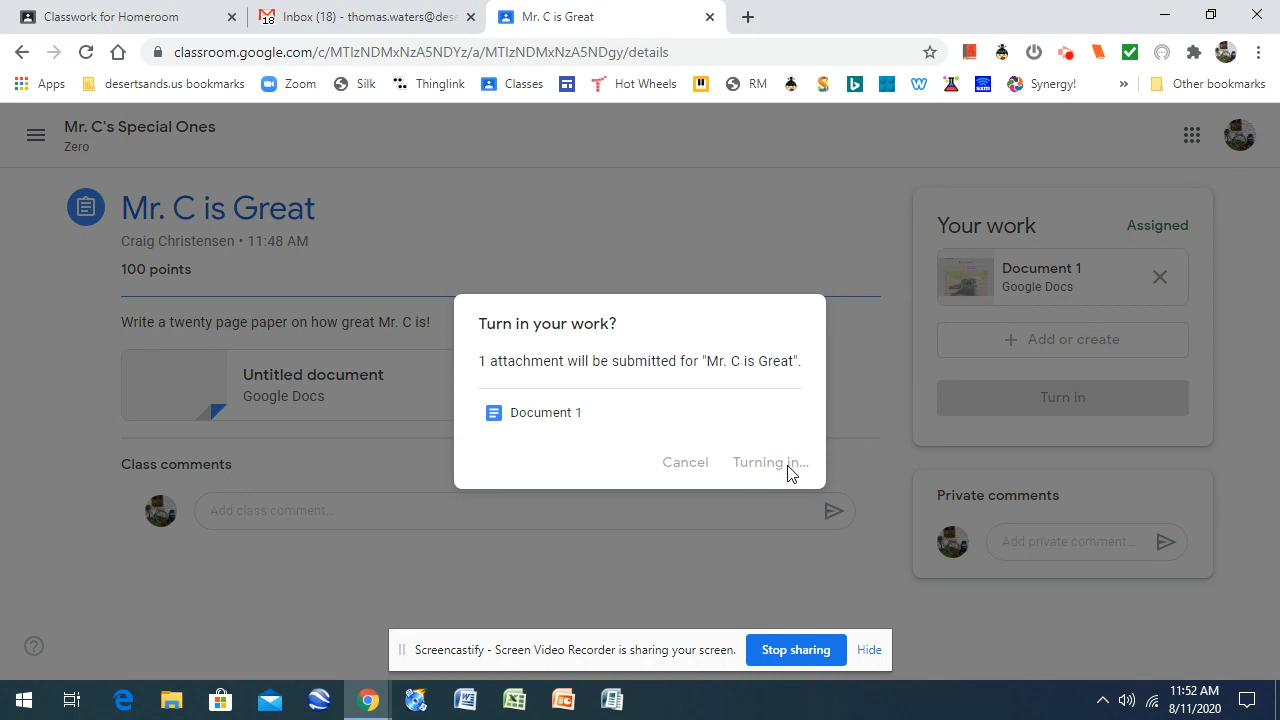 Classwork for Homeroom
18
Inbox (18) - thomas.waters@dese
Mr. C is Great
classroom.google.com/c/MTIzNDMxNzA5NDYz/a/MTIzNDMxNzA5NDgy/details
Apps
desertsands.us bookmarks
Zoom
Silk
Thinglink
Classes
Hot Wheels
RM
sxm
Synergy!
»
Other bookmarks
Mr. C's Special Ones
Zero
Mr. C is Great
Craig Christensen • 11:48 AM
100 points
Write a twenty page paper on how great Mr. C is!
Untitled document
Google Docs
Class comments
Add class comment...
Your work
Assigned
Document 1
Google Docs
+ Add or create
Turn in
Private comments
Add private comment...
Turn in your work?
1 attachment will be submitted for "Mr. C is Great".
Document 1
Cancel
Turning in...
Screencastify - Screen Video Recorder is sharing your screen.
Stop sharing
Hide
11:52 AM
8/11/2020